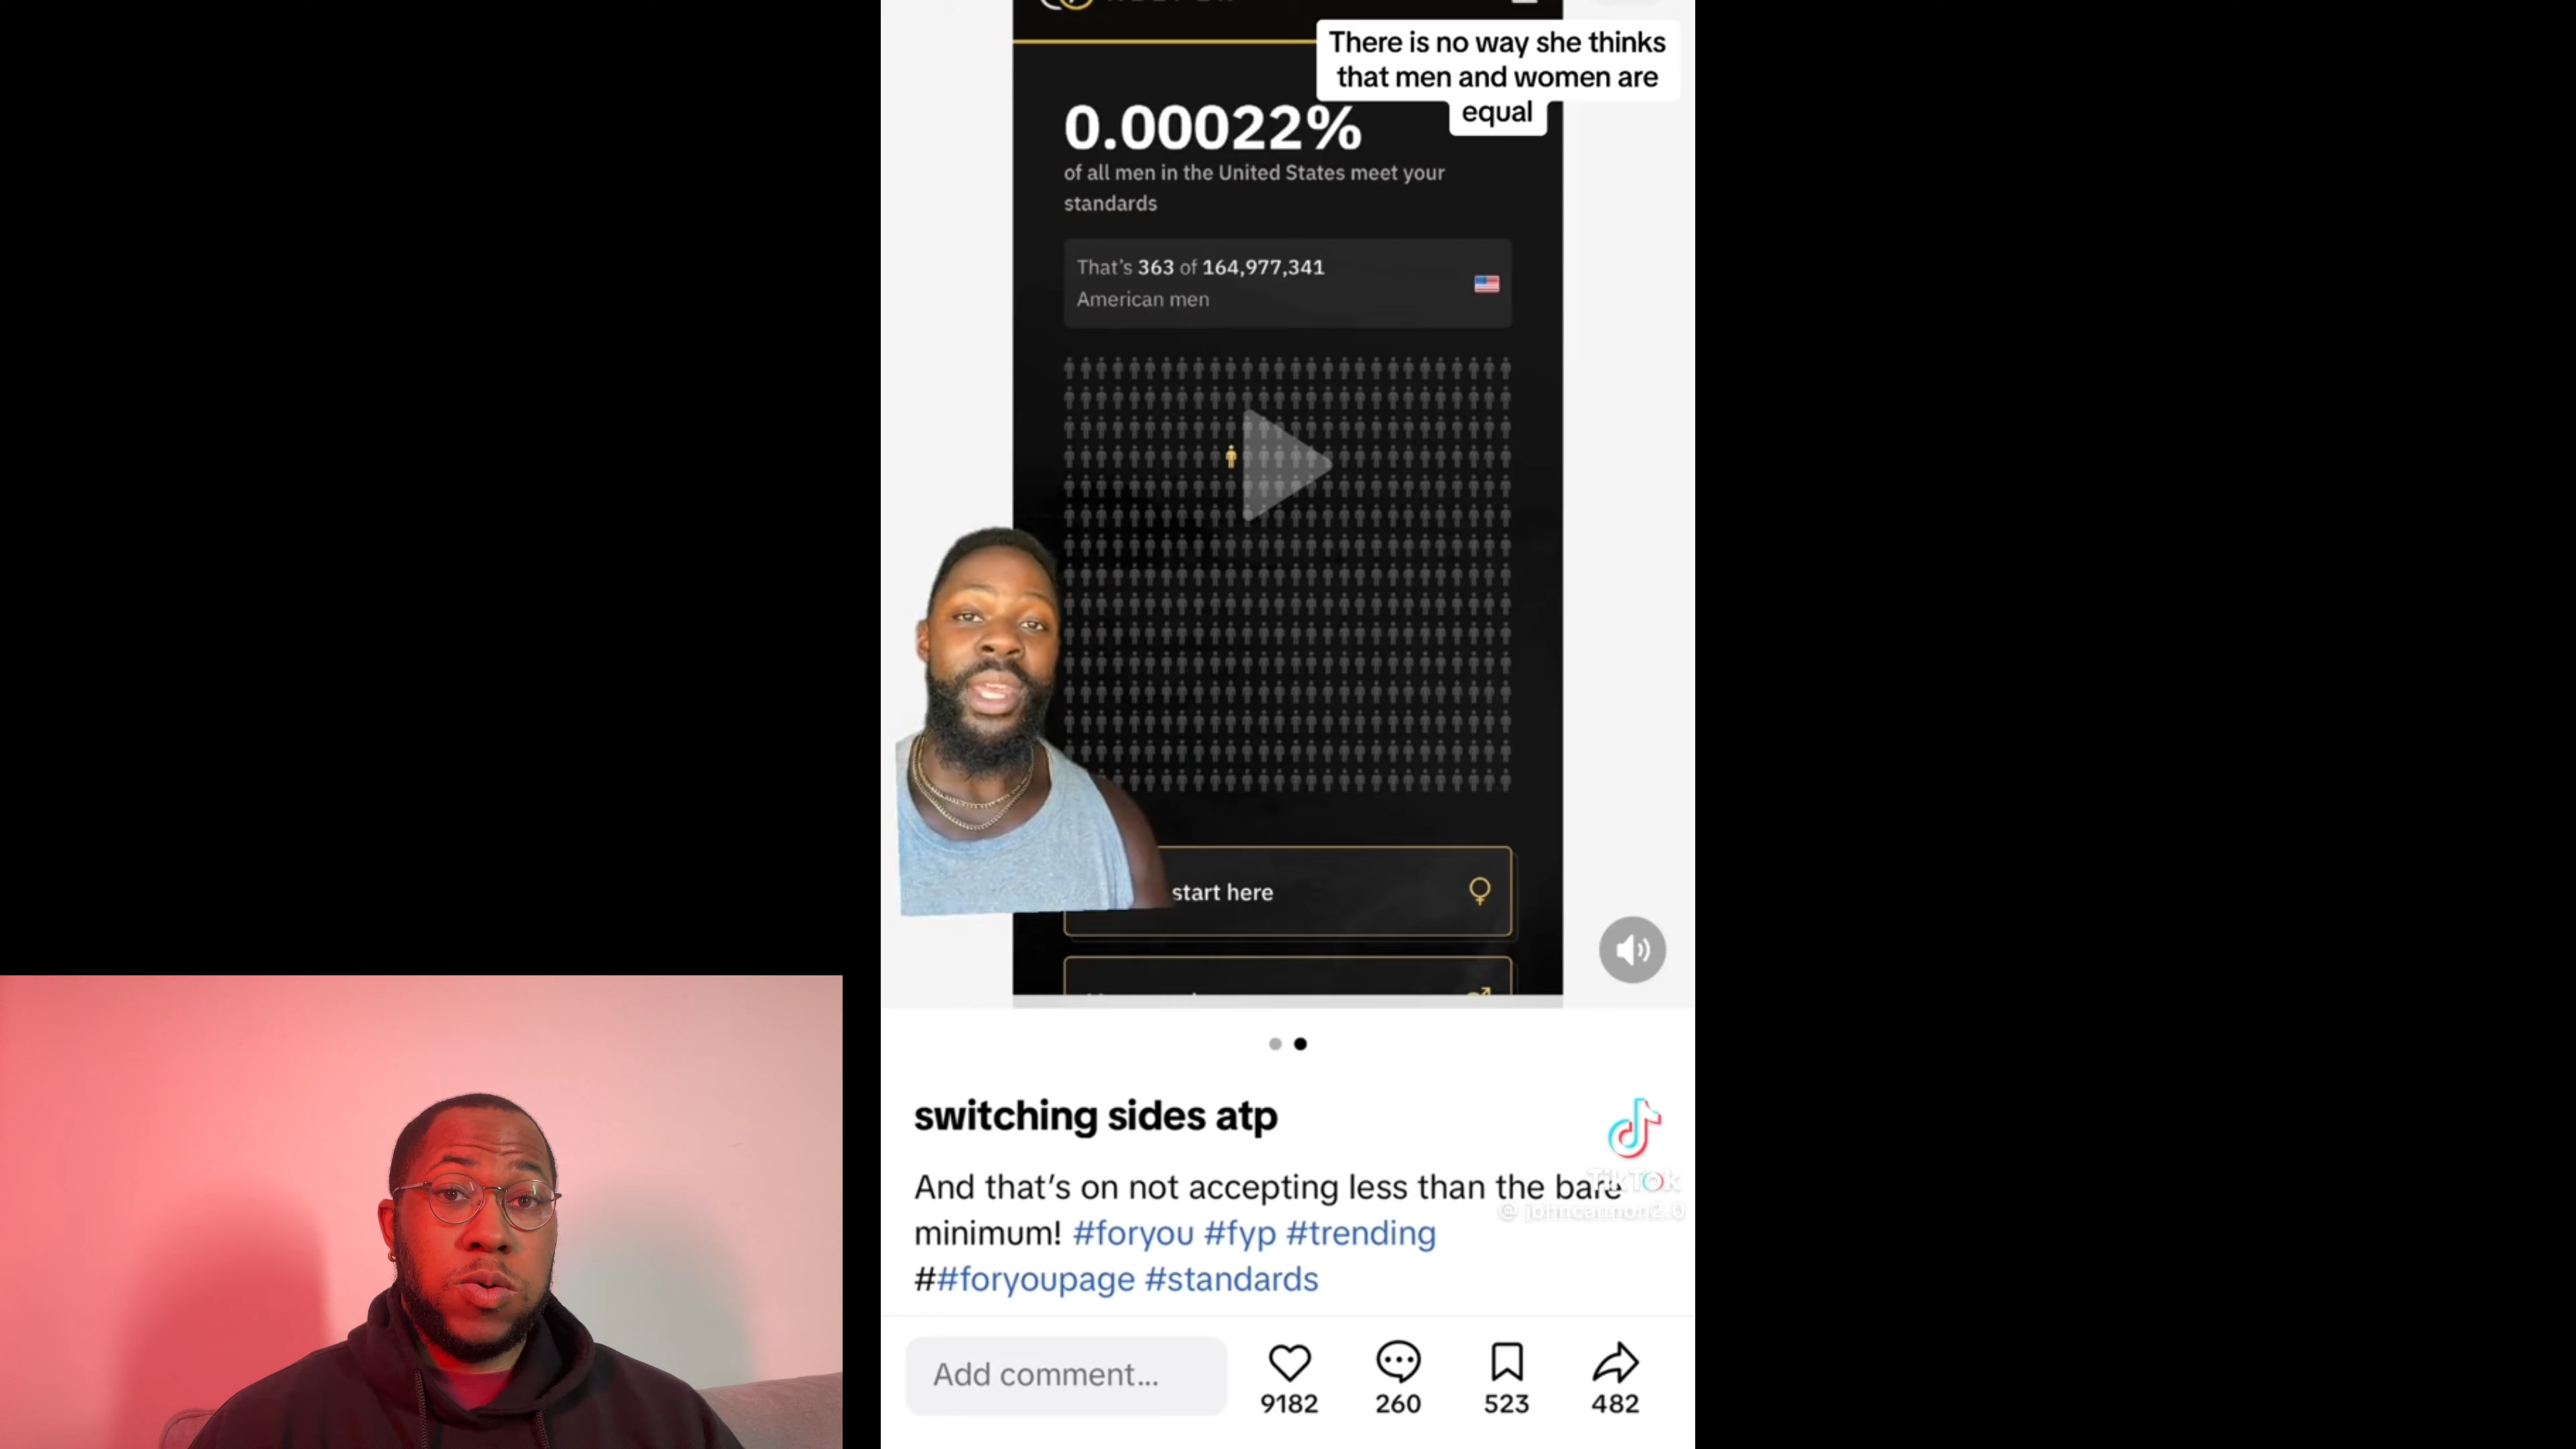 There is no way she thinks
that men and women are
equal
0.00022%
of all men in the United States meet your
standards
That's 363 of 164,977,341
American men
start here
switching sides atp
And that's on not accepting less than the bare
minimum! #foryou #fyp #trending
##foryoupage #standards
TikTok
@ johncannon2.0
Add comment...
9182
260
523
482